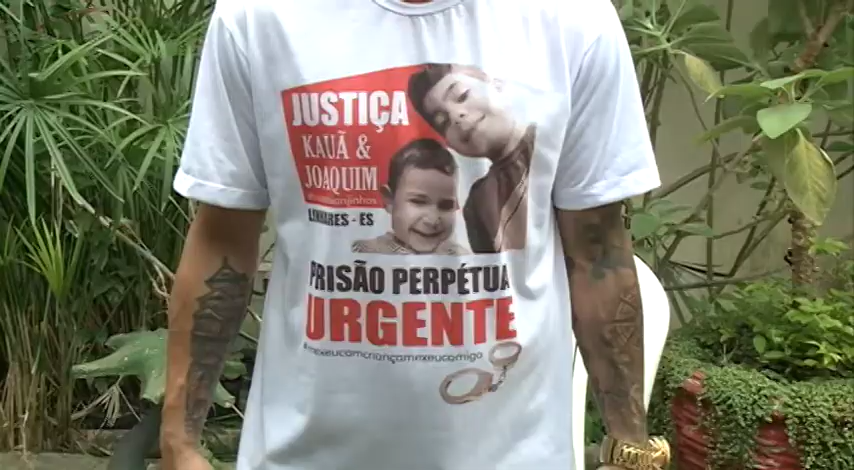 JUSTIÇA
KAUÃ &
JOAQUIM
LINHARES - ES
PRISÃO PERPÉTUA
URGENTE
#mexeucomcriançamexeucomigo